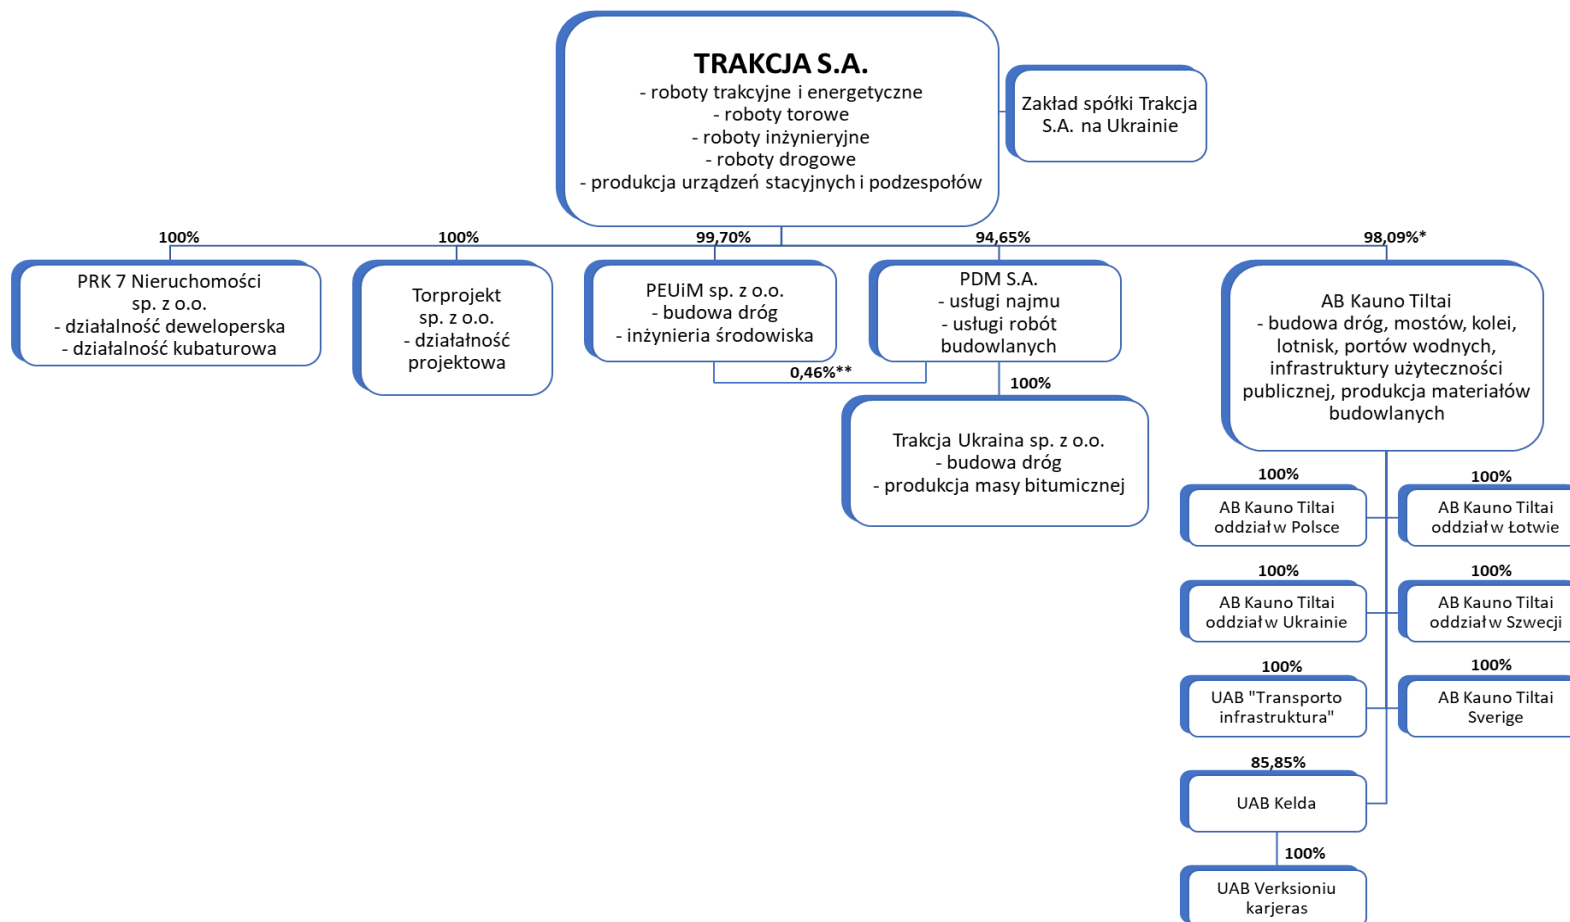 TRAKCJA S.A.
- roboty trakcyjne i energetyczne
- roboty torowe
- roboty inżynieryjne
- roboty drogowe
- produkcja urządzeń stacyjnych i podzespołów
Zakład spółki Trakcja
S.A. na Ukrainie
100%
100%
99,70%
94,65%
98,09%*
PRK 7 Nieruchomości
sp. z o.o.
- działalność deweloperska
- działalność kubaturowa
Torprojekt
sp. z o.o.
- działałność
projektowa
PEUiM sp. z o.o.
- budowa dróg
- inżynieria środowiska
PDM S.A.
- usługi najmu
- usługi robót
budowlanych
AB Kauno Tiltai
- budowa dróg, mostów, kolei,
lotnisk, portów wodnych,
infrastruktury użyteczności
publicznej, produkcja materiałów
budowlanych
0,46%**
100%
Trakcja Ukraina sp. z o.o.
- budowa dróg
- produkcja masy bitumicznej
100%
100%
AB Kauno Tiltai
oddział w Polsce
AB Kauno Tiltai
oddział w Łotwie
100%
100%
AB Kauno Tiltai
oddział w Ukrainie
AB Kauno Tiltai
oddział w Szwecji
100%
100%
UAB "Transporto
infrastruktura"
AB Kauno Tiltai
Sverige
85,85%
UAB Kelda
100%
UAB Verksioniu
karjeras